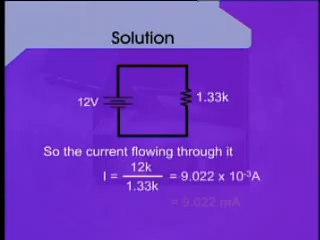 Solution
12V
1.33k
So the current flowing through it
I = 12k / 1.33k = 9.022 x 10⁻³A
= 9.022 mA